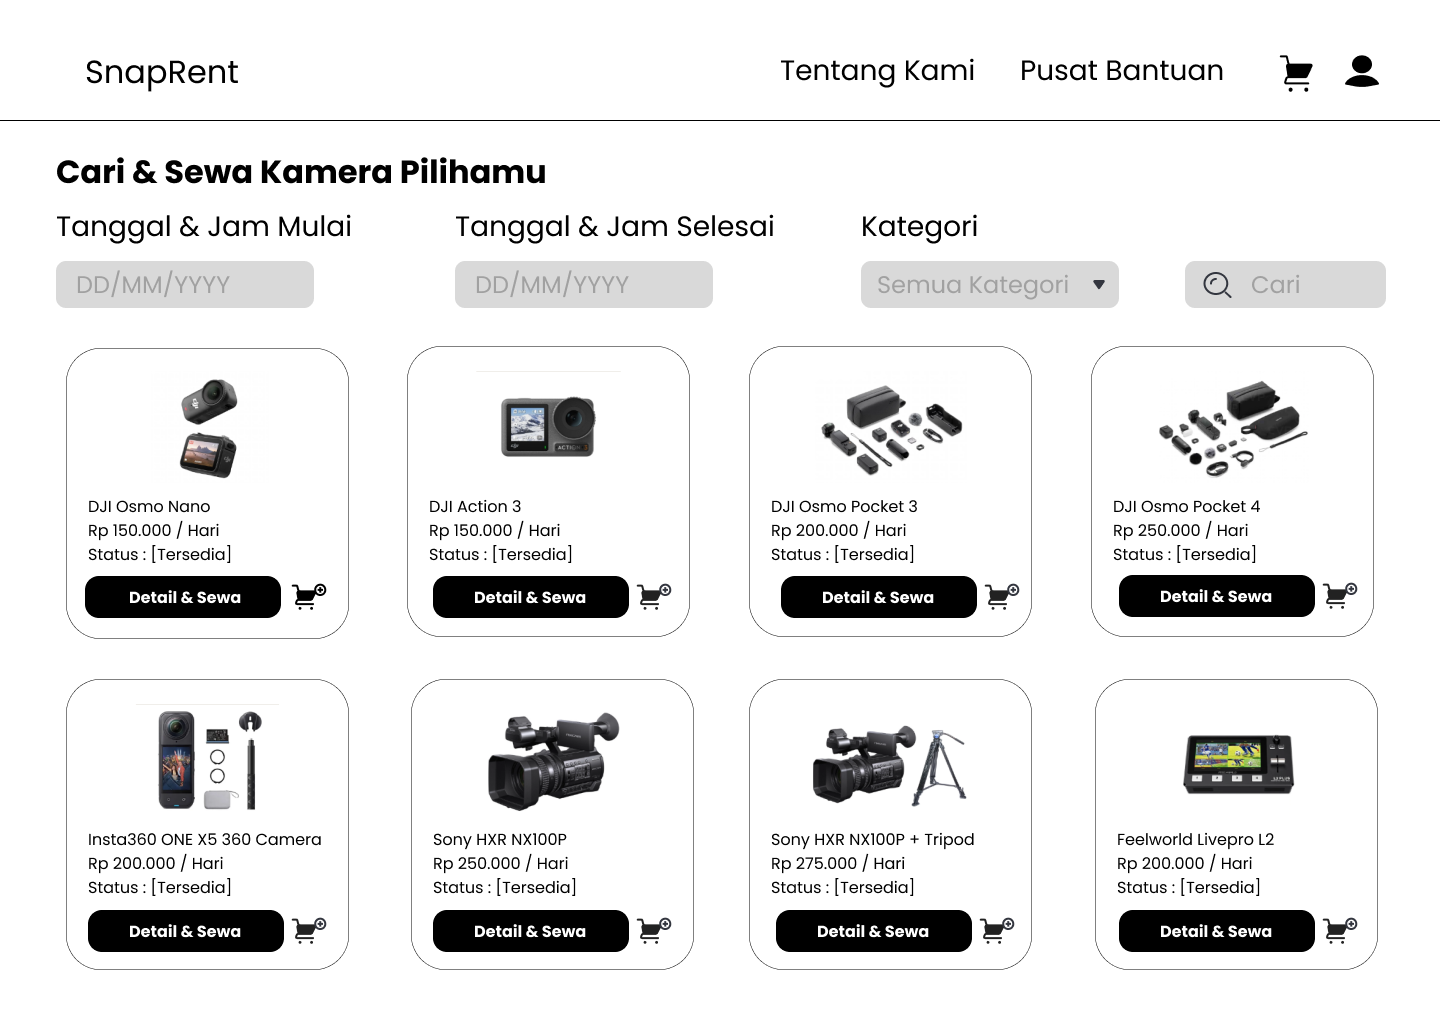 SnapRent
Tentang Kami
Pusat Bantuan
Cari & Sewa Kamera Pilihamu
Tanggal & Jam Mulai
Tanggal & Jam Selesai
Kategori
DD/MM/YYYY
DD/MM/YYYY
Semua Kategori
Cari
DJI Osmo Nano
Rp 150.000 / Hari
Status : [Tersedia]
Detail & Sewa
DJI Action 3
Rp 150.000 / Hari
Status : [Tersedia]
Detail & Sewa
DJI Osmo Pocket 3
Rp 200.000 / Hari
Status : [Tersedia]
Detail & Sewa
DJI Osmo Pocket 4
Rp 250.000 / Hari
Status : [Tersedia]
Detail & Sewa
Insta360 ONE X5 360 Camera
Rp 200.000 / Hari
Status : [Tersedia]
Detail & Sewa
Sony HXR NX100P
Rp 250.000 / Hari
Status : [Tersedia]
Detail & Sewa
Sony HXR NX100P + Tripod
Rp 275.000 / Hari
Status : [Tersedia]
Detail & Sewa
Feelworld Livepro L2
Rp 200.000 / Hari
Status : [Tersedia]
Detail & Sewa